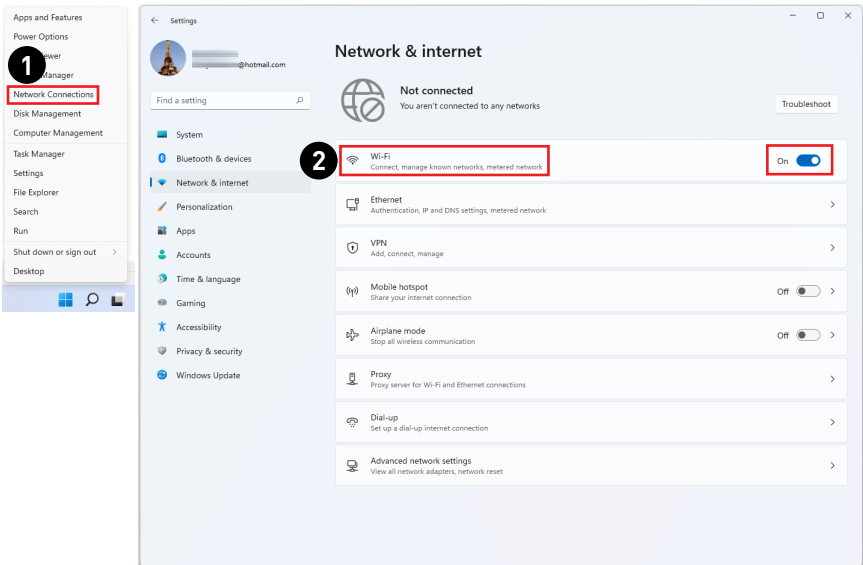 Apps and Features
Power Options
1
Manager
Network Connections
Disk Management
Computer Management
Task Manager
Settings
File Explorer
Search
Run
Shut down or sign out
Desktop
Settings
@hotmail.com
Find a setting
System
Bluetooth & devices
Network & internet
Personalization
Apps
Accounts
Time & language
Gaming
Accessibility
Privacy & security
Windows Update
Network & internet
Not connected
You aren't connected to any networks
Troubleshoot
2
Wi-Fi
Connect, manage known networks, metered network
On
Ethernet
Authentication, IP and DNS settings, metered network
VPN
Add, connect, manage
Mobile hotspot
Share your internet connection
Off
Airplane mode
Stop all wireless communication
Off
Proxy
Proxy server for Wi-Fi and Ethernet connections
Dial-up
Set up a dial-up internet connection
Advanced network settings
View all network adapters, network reset